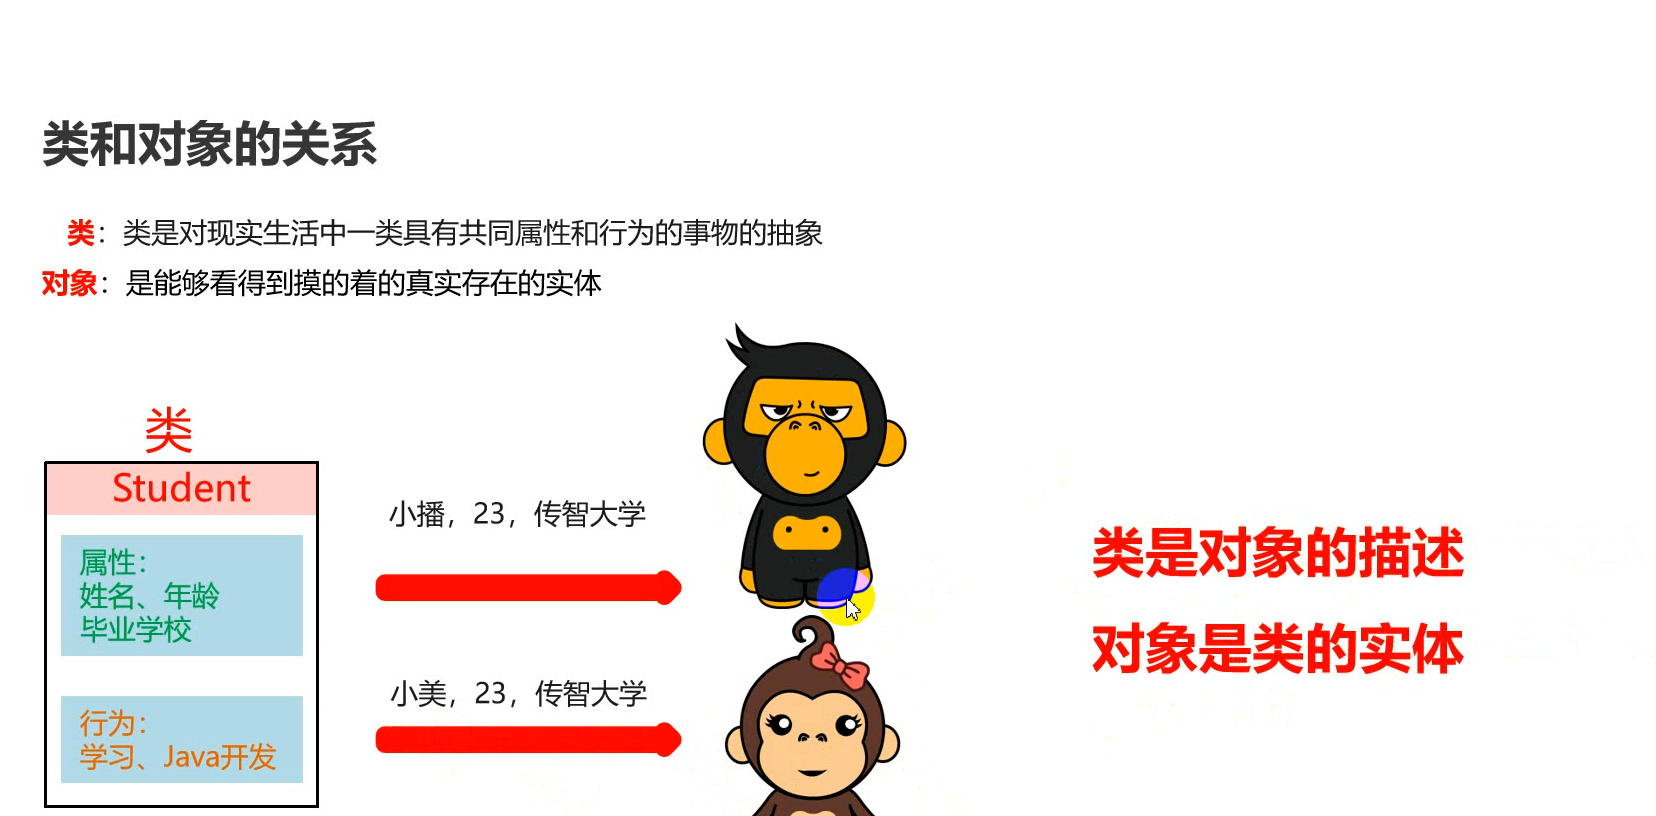 类和对象的关系
类：类是对现实生活中一类具有共同属性和行为的事物的抽象
对象：是能够看得到摸的着的真实存在的实体
类
Student
属性：
姓名、年龄
毕业学校
行为：
学习、Java开发
小播，23，传智大学
小美，23，传智大学
类是对象的描述
对象是类的实体